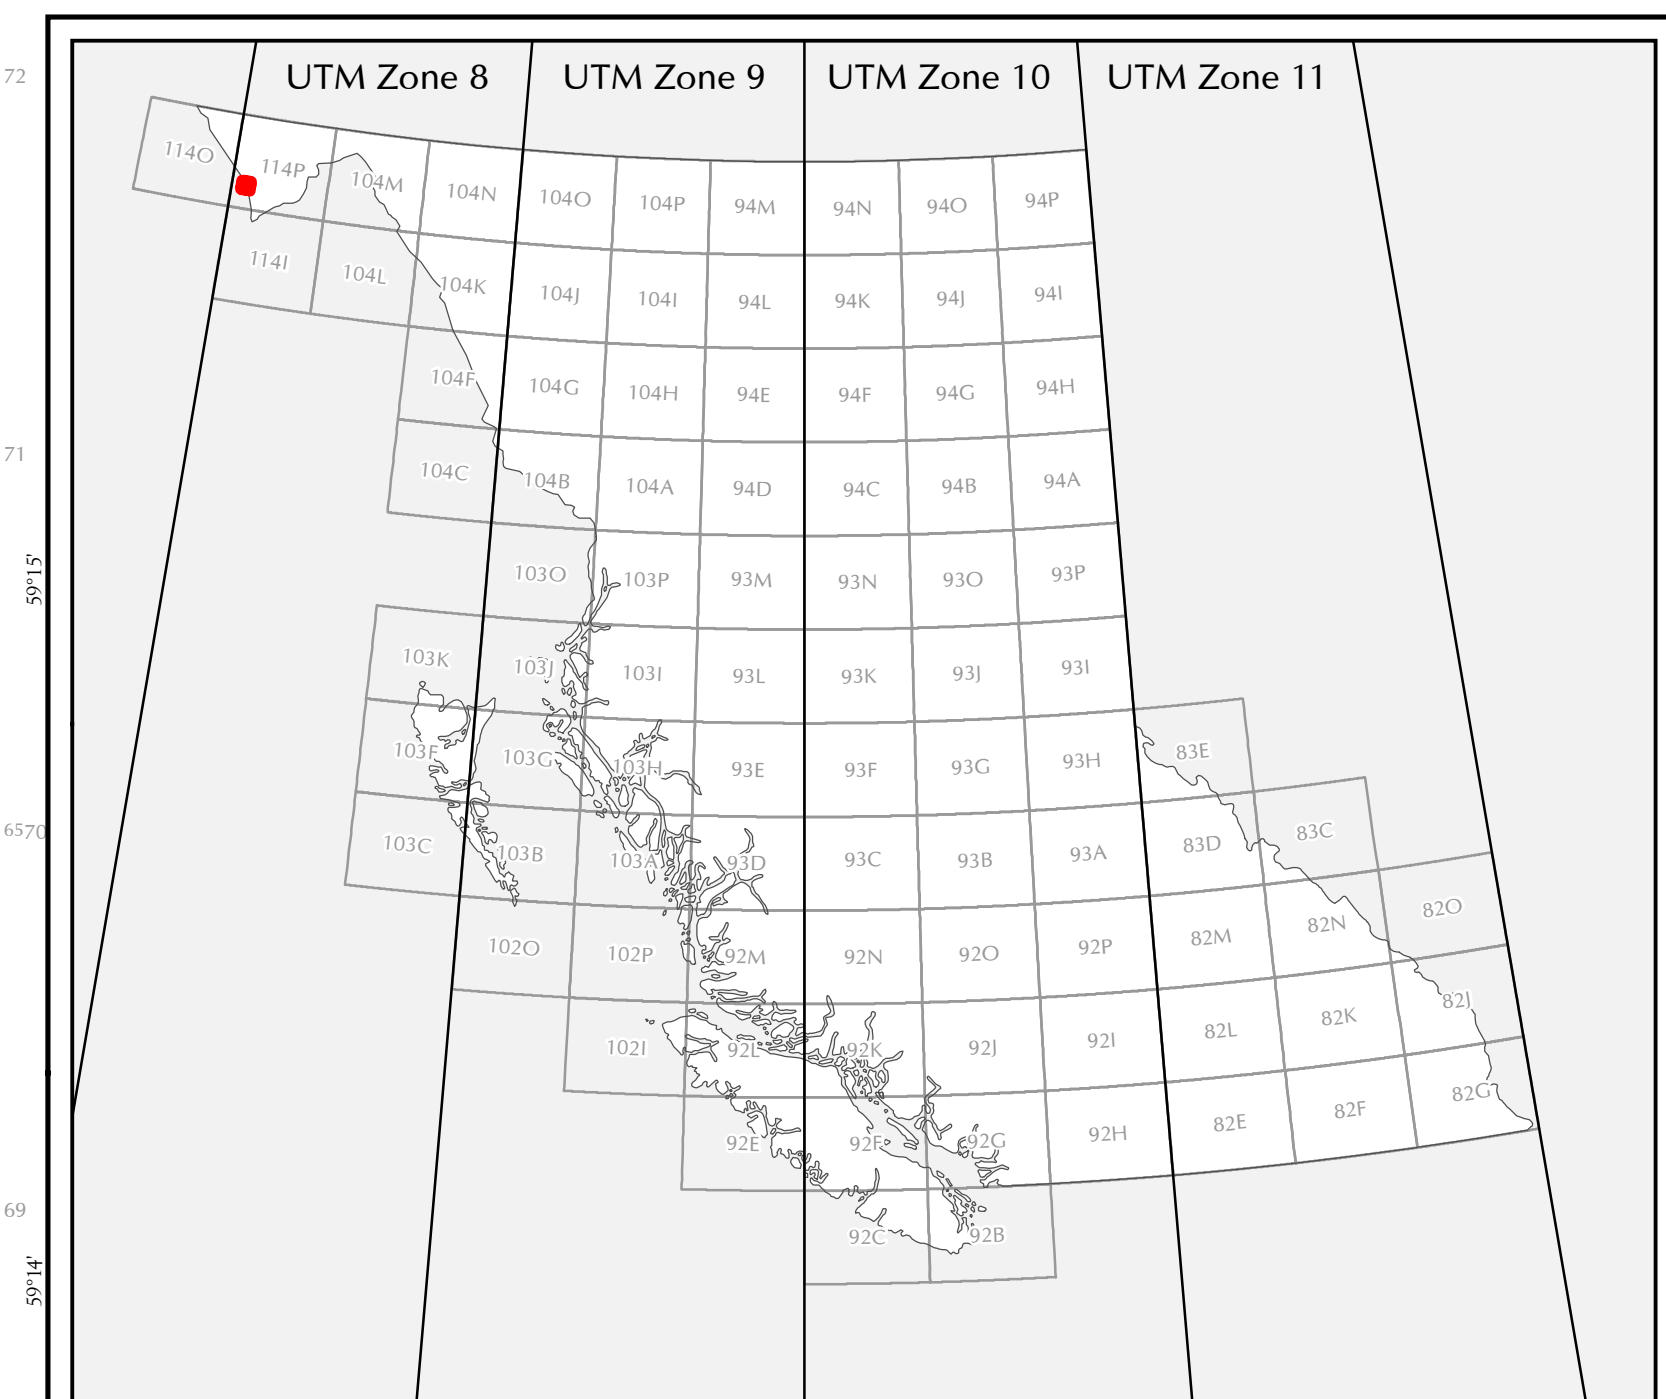 UTM Zone 8 UTM Zone 9 UTM Zone 10 UTM Zone 11
72
114O 114P 104M 104N 104O 104P 94M 94N 94O 94P
114I 104L 104K 104J 104I 94L 94K 94J 94I
104F 104G 104H 94E 94F 94G 94H
71
104C 104B 104A 94D 94C 94B 94A
59°15'
103O 103P 93M 93N 93O 93P
103K 103J 103I 93L 93K 93J 93I
103F 103G 103H 93E 93F 93G 93H 83E
6570
103C 103B 103A 93D 93C 93B 93A 83D 83C
102O 102P 92M 92N 92O 92P 82M 82N 82O
102I 92L 92K 92J 92I 82L 82K 82J
92E 92F 92G 92H 82E 82F 82G
69
92C 92B
59°14'